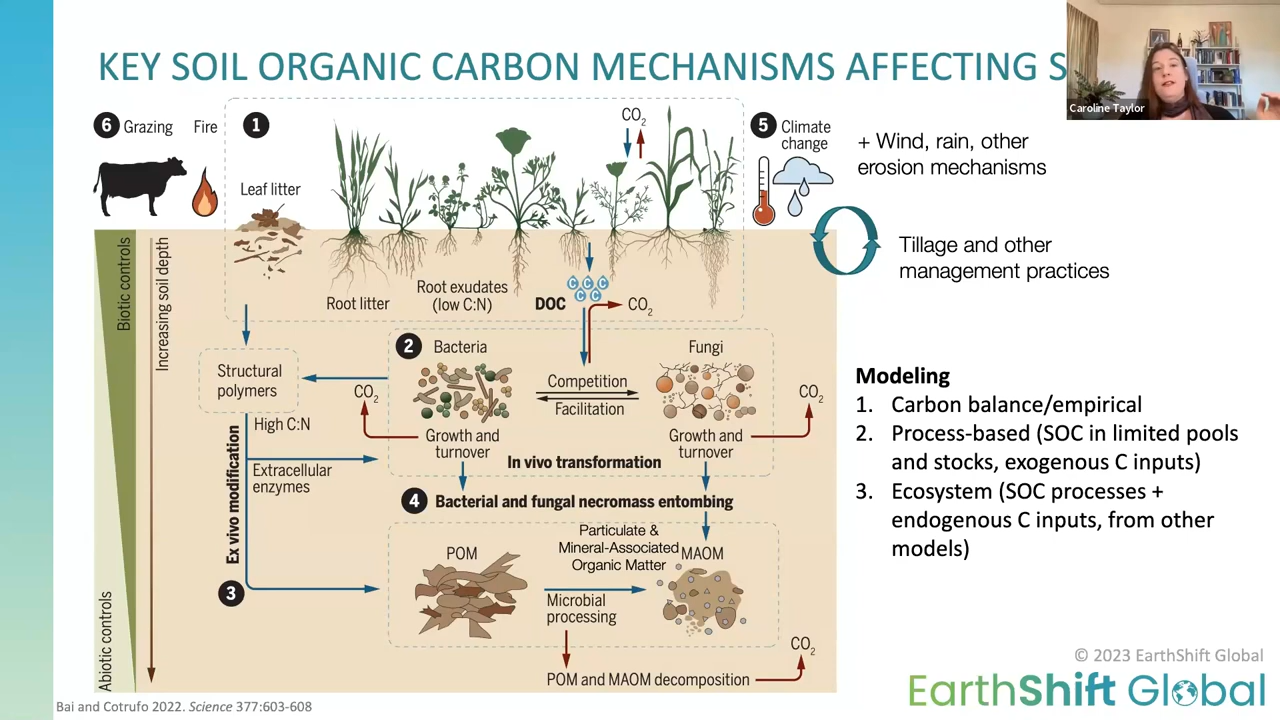 KEY SOIL ORGANIC CARBON MECHANISMS AFFECTING S
Caroline Taylor
6 Grazing Fire
1
CO2
5 Climate
change
+ Wind, rain, other
erosion mechanisms
Leaf litter
Tillage and other
management practices
Biotic controls
Increasing soil depth
Root litter
Root exudates
(low C:N)
DOC
C C C
C C
CO2
2 Bacteria
Fungi
Structural
polymers
Competition
Facilitation
CO2
CO2
High C:N
Growth and
turnover
Growth and
turnover
In vivo transformation
Extracellular
enzymes
Ex vivo modification
4 Bacterial and fungal necromass entombing
Particulate &
Mineral-Associated
Organic Matter
POM
MAOM
3
Microbial
processing
Abiotic controls
CO2
POM and MAOM decomposition
Modeling
1. Carbon balance/empirical
2. Process-based (SOC in limited pools
and stocks, exogenous C inputs)
3. Ecosystem (SOC processes +
endogenous C inputs, from other
models)
© 2023 EarthShift Global
EarthShift Global
Bai and Cotrufo 2022. Science 377:603-608